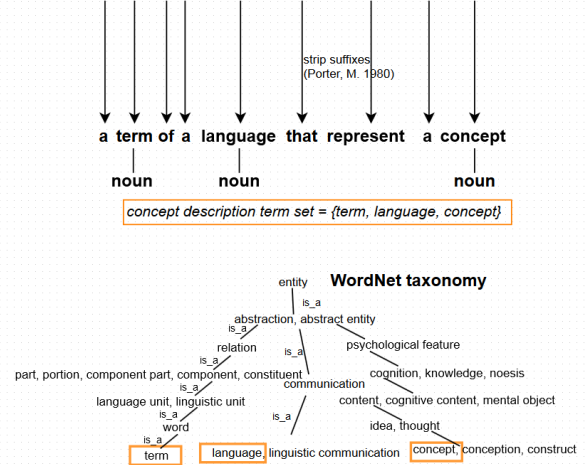 strip suffixes
(Porter, M. 1980)
a term of a language that represent a concept
noun noun noun
concept description term set = {term, language, concept}
entity WordNet taxonomy
is_a
abstraction, abstract entity
is_a
relation is_a psychological feature
is_a
part, portion, component part, component, constituent cognition, knowledge, noesis
is_a communication
language unit, linguistic unit content, cognitive content, mental object
is_a is_a
word idea, thought
is_a
term language, linguistic communication concept, conception, construct